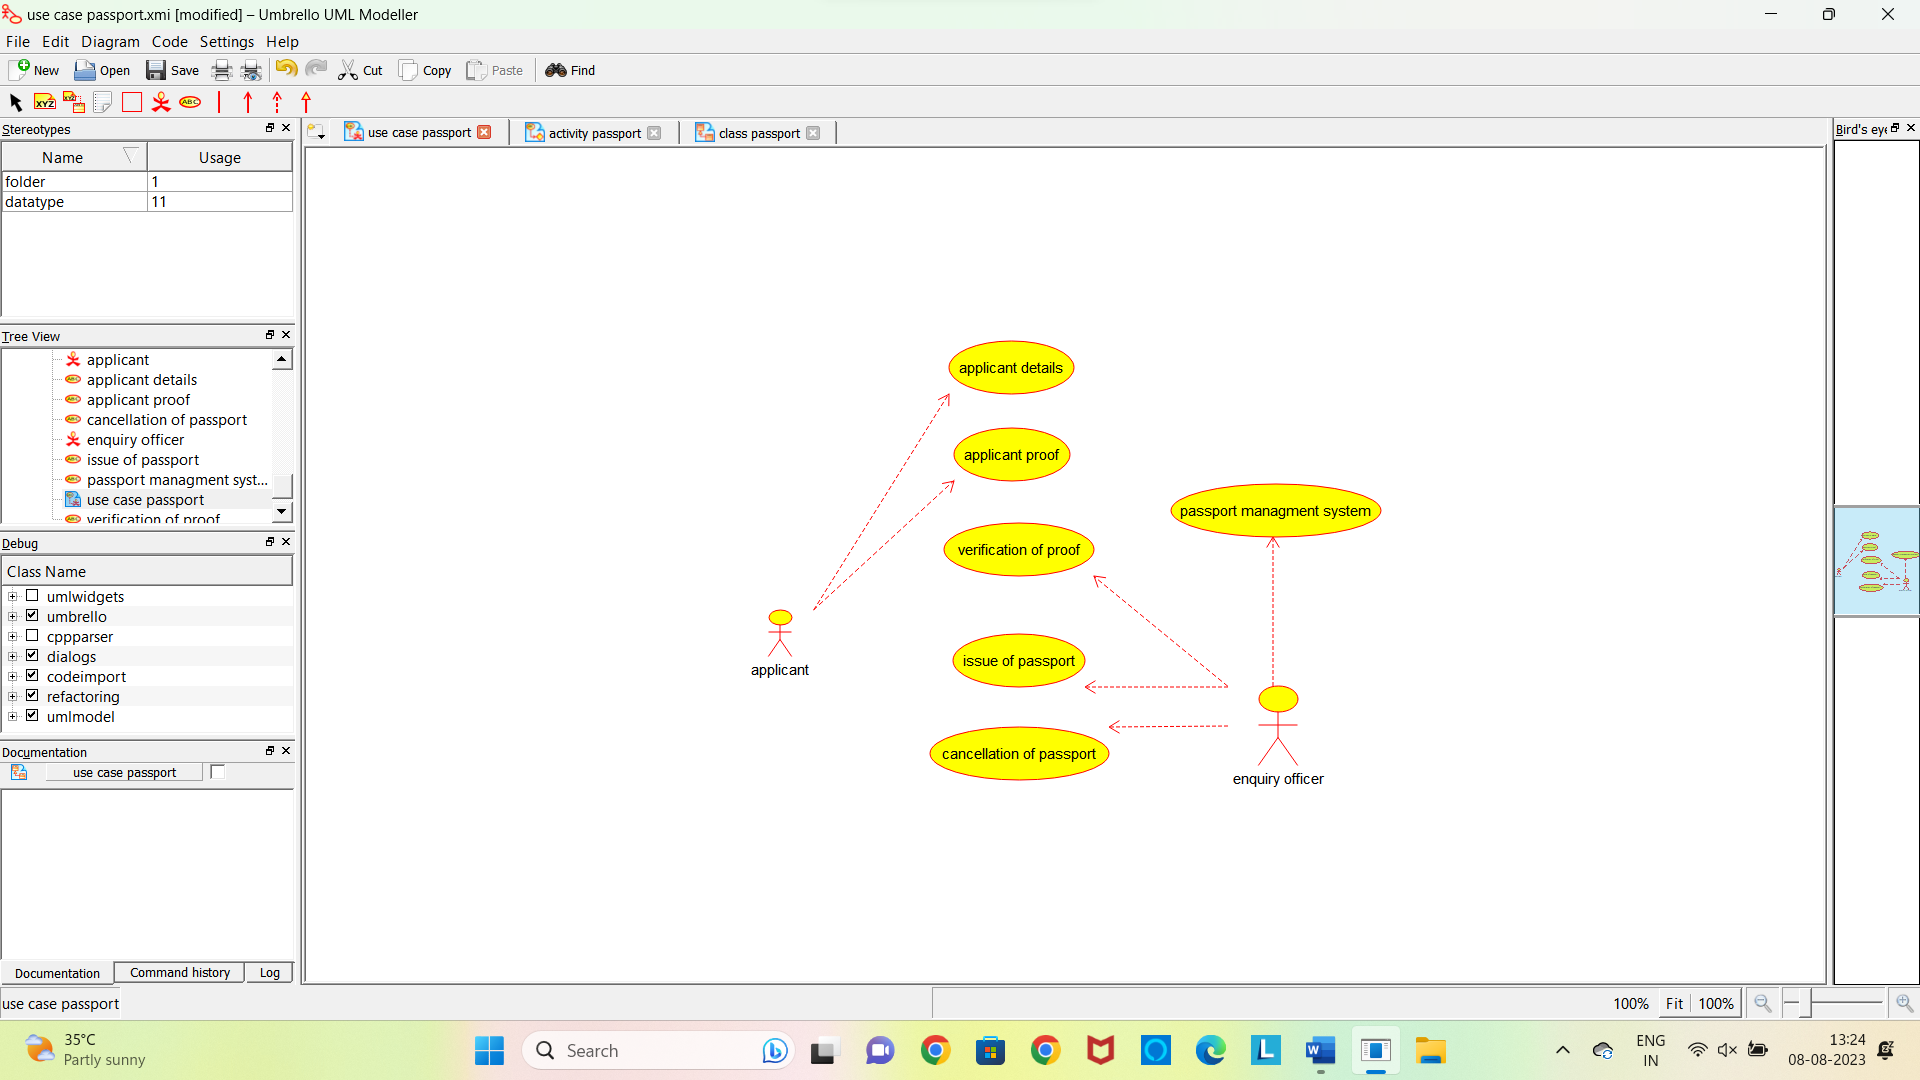 use case passport.xmi [modified] – Umbrello UML Modeller
File Edit Diagram Code Settings Help
New Open Save Cut Copy Paste Find
XYZ XYZ ABC
Stereotypes
Name Usage
folder 1
datatype 11
Tree View
applicant
applicant details
applicant proof
cancellation of passport
enquiry officer
issue of passport
passport managment syst...
use case passport
verification of proof
Debug
Class Name
umlwidgets
umbrello
cppparser
dialogs
codeimport
refactoring
umlmodel
Documentation
use case passport
Documentation Command history Log
use case passport activity passport class passport
applicant details
applicant proof
passport managment system
verification of proof
applicant
issue of passport
cancellation of passport
enquiry officer
Bird's eye
use case passport
100% Fit 100%
35°C
Partly sunny
Search
ENG
IN
13:24
08-08-2023